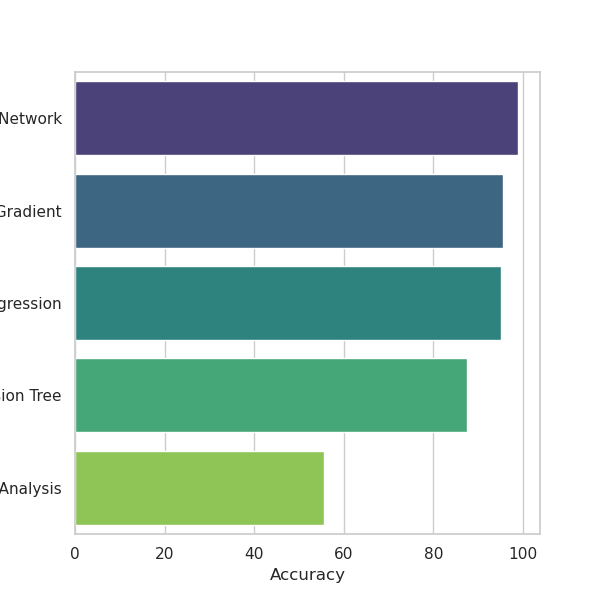 Network
Gradient
gression
ion Tree
Analysis
0 20 40 60 80 100
Accuracy